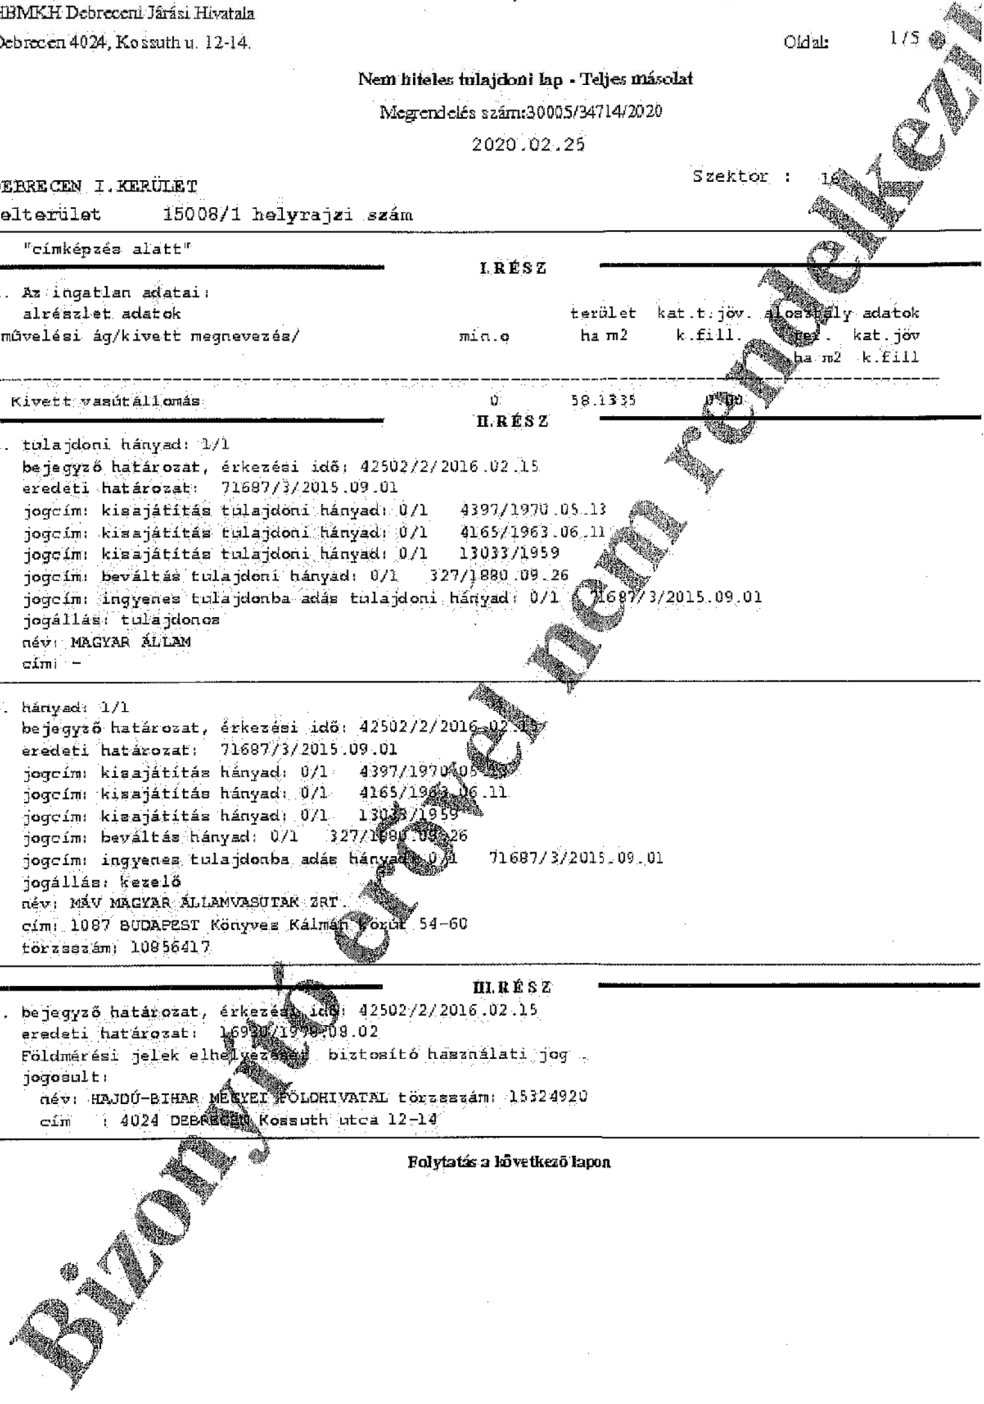 HBMKH Debreceni Járási Hivatala
Debrecen 4024, Kossuth u. 12-14.
Oldal: 1/5
Nem hiteles tulajdoni lap - Teljes másolat
Megrendelés szám:30005/34714/2020
2020.02.25
Szektor : 16
DEBRECEN I.KERÜLET
elterület 15008/1 helyrajzi szám
"címképzés alatt"
I.RÉSZ
. Az ingatlan adatai:
alrészlet adatok terület kat.t.jöv. alosztály adatok
művelési ág/kivett megnevezés/ min.o ha m2 k.fill. ter. kat.jöv
ha m2 k.fill
Kivett vasútállomás 0 58.1335 0.00
II.RÉSZ
. tulajdoni hányad: 1/1
bejegyző határozat, érkezési idő: 42502/2/2016.02.15
eredeti határozat: 71687/3/2015.09.01
jogcím: kisajátítás tulajdoni hányad: 0/1 4397/1970.05.13
jogcím: kisajátítás tulajdoni hányad: 0/1 4165/1963.06.11
jogcím: kisajátítás tulajdoni hányad: 0/1 13033/1959
jogcím: beváltás tulajdoni hányad: 0/1 327/1880.09.26
jogcím: ingyenes tulajdonba adás tulajdoni hányad: 0/1 71687/3/2015.09.01
jogállás: tulajdonos
név: MAGYAR ÁLLAM
cím: -
. hányad: 1/1
bejegyző határozat, érkezési idő: 42502/2/2016.02.15
eredeti határozat: 71687/3/2015.09.01
jogcím: kisajátítás hányad: 0/1 4397/1970.05.13
jogcím: kisajátítás hányad: 0/1 4165/1963.06.11
jogcím: kisajátítás hányad: 0/1 13033/1959
jogcím: beváltás hányad: 0/1 327/1880.09.26
jogcím: ingyenes tulajdonba adás hányad: 0/1 71687/3/2015.09.01
jogállás: kezelő
név: MÁV MAGYAR ÁLLAMVASUTAK ZRT.
cím: 1087 BUDAPEST Könyves Kálmán körút 54-60
törzsszám: 10856417
III.RÉSZ
. bejegyző határozat, érkezési idő: 42502/2/2016.02.15
eredeti határozat:
Földmérési jelek elhelyezését biztosító használati jog .
jogosult:
név: HAJDÚ-BIHAR MEGYEI FÖLDHIVATAL törzsszám: 15324920
cím : 4024 DEBRECEN Kossuth utca 12-14
Folytatás a következő lapon
Bizonyító erővel nem rendelkezik